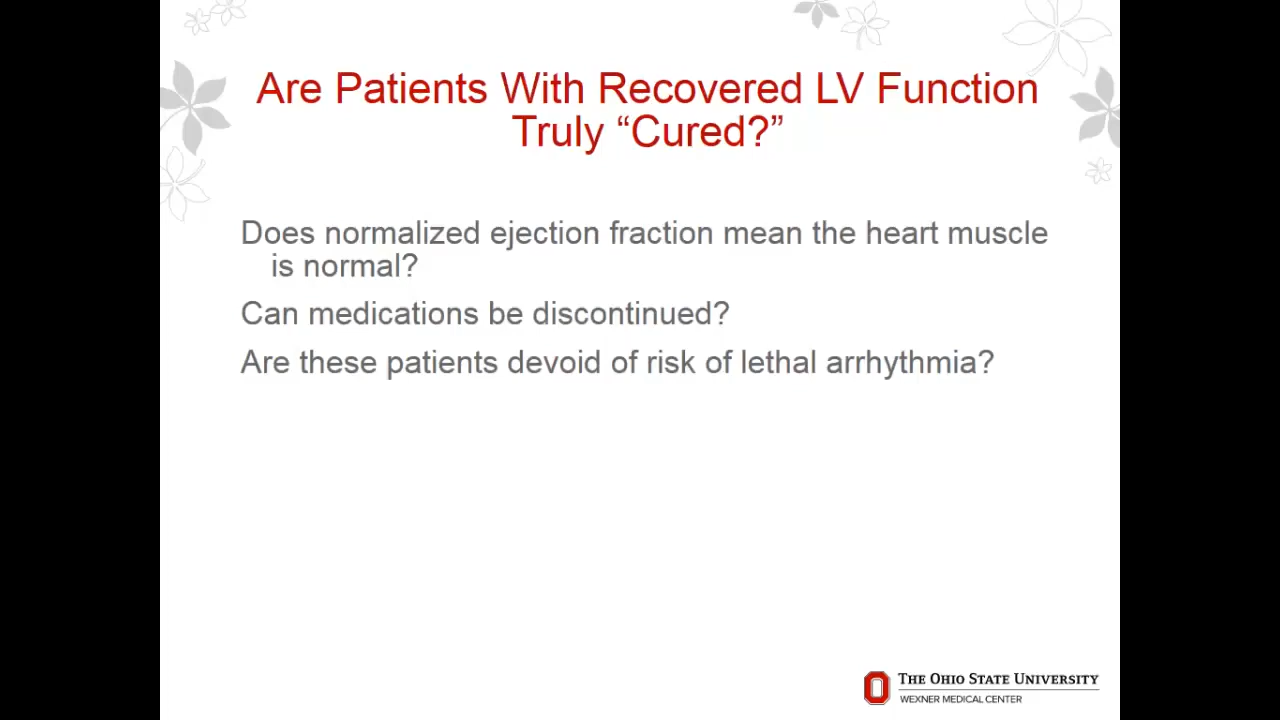 Are Patients With Recovered LV Function
Truly “Cured?”
Does normalized ejection fraction mean the heart muscle
is normal?
Can medications be discontinued?
Are these patients devoid of risk of lethal arrhythmia?
THE OHIO STATE UNIVERSITY
WEXNER MEDICAL CENTER